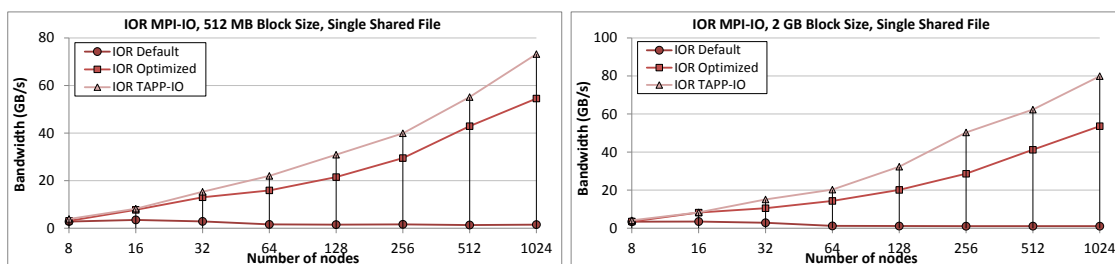 IOR MPI-IO, 512 MB Block Size, Single Shared File
80
60
40
20
0
Bandwidth (GB/s)
IOR Default
IOR Optimized
IOR TAPP-IO
8 16 32 64 128 256 512 1024
Number of nodes
IOR MPI-IO, 2 GB Block Size, Single Shared File
100
80
60
40
20
0
Bandwidth (GB/s)
IOR Default
IOR Optimized
IOR TAPP-IO
8 16 32 64 128 256 512 1024
Number of nodes